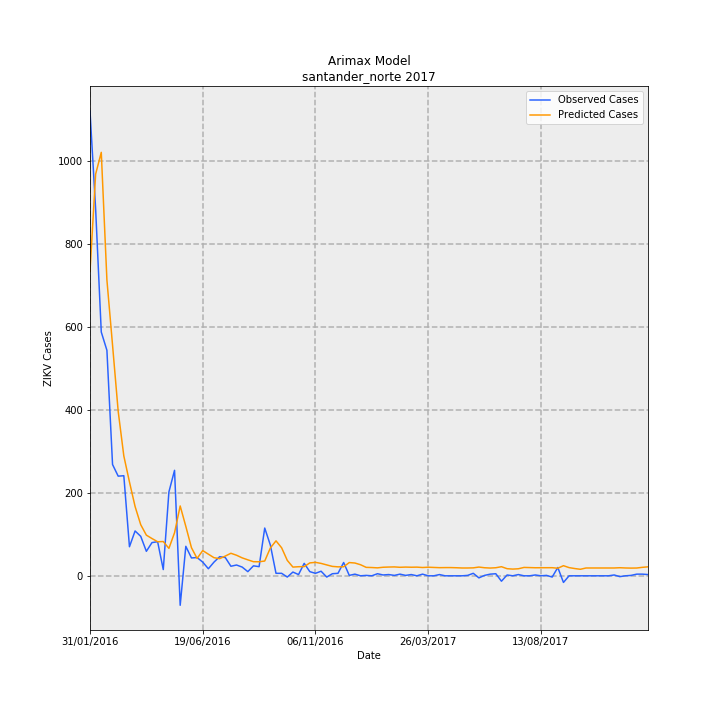 Arimax Model
santander_norte 2017
Observed Cases
Predicted Cases
1000
800
600
400
200
0
ZIKV Cases
31/01/2016
19/06/2016
06/11/2016
26/03/2017
13/08/2017
Date